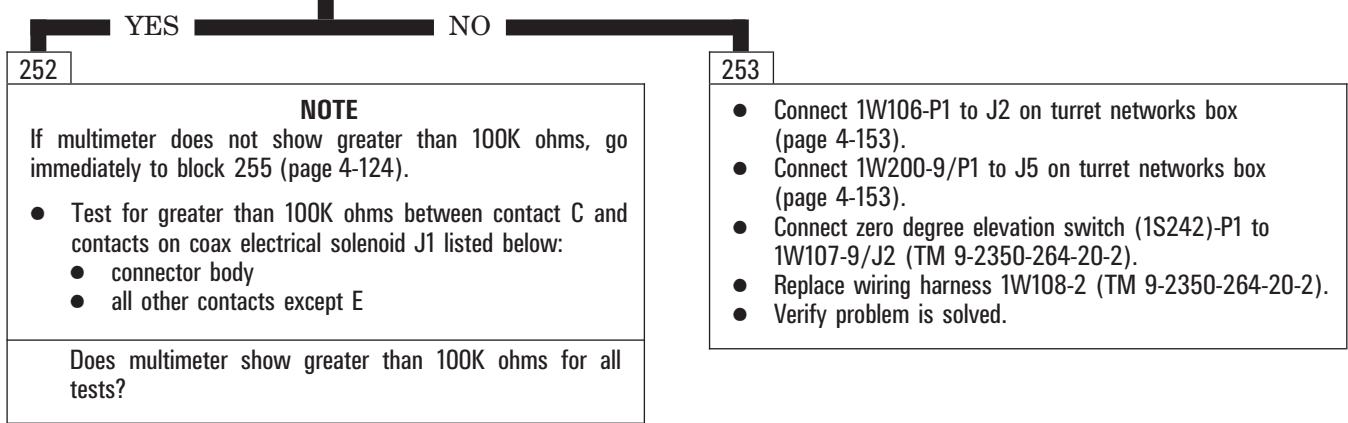 YES
NO
252
NOTE
If multimeter does not show greater than 100K ohms, go
immediately to block 255 (page 4-124).
● Test for greater than 100K ohms between contact C and
contacts on coax electrical solenoid J1 listed below:
● connector body
● all other contacts except E
Does multimeter show greater than 100K ohms for all
tests?
253
● Connect 1W106-P1 to J2 on turret networks box
(page 4-153).
● Connect 1W200-9/P1 to J5 on turret networks box
(page 4-153).
● Connect zero degree elevation switch (1S242)-P1 to
1W107-9/J2 (TM 9-2350-264-20-2).
● Replace wiring harness 1W108-2 (TM 9-2350-264-20-2).
● Verify problem is solved.